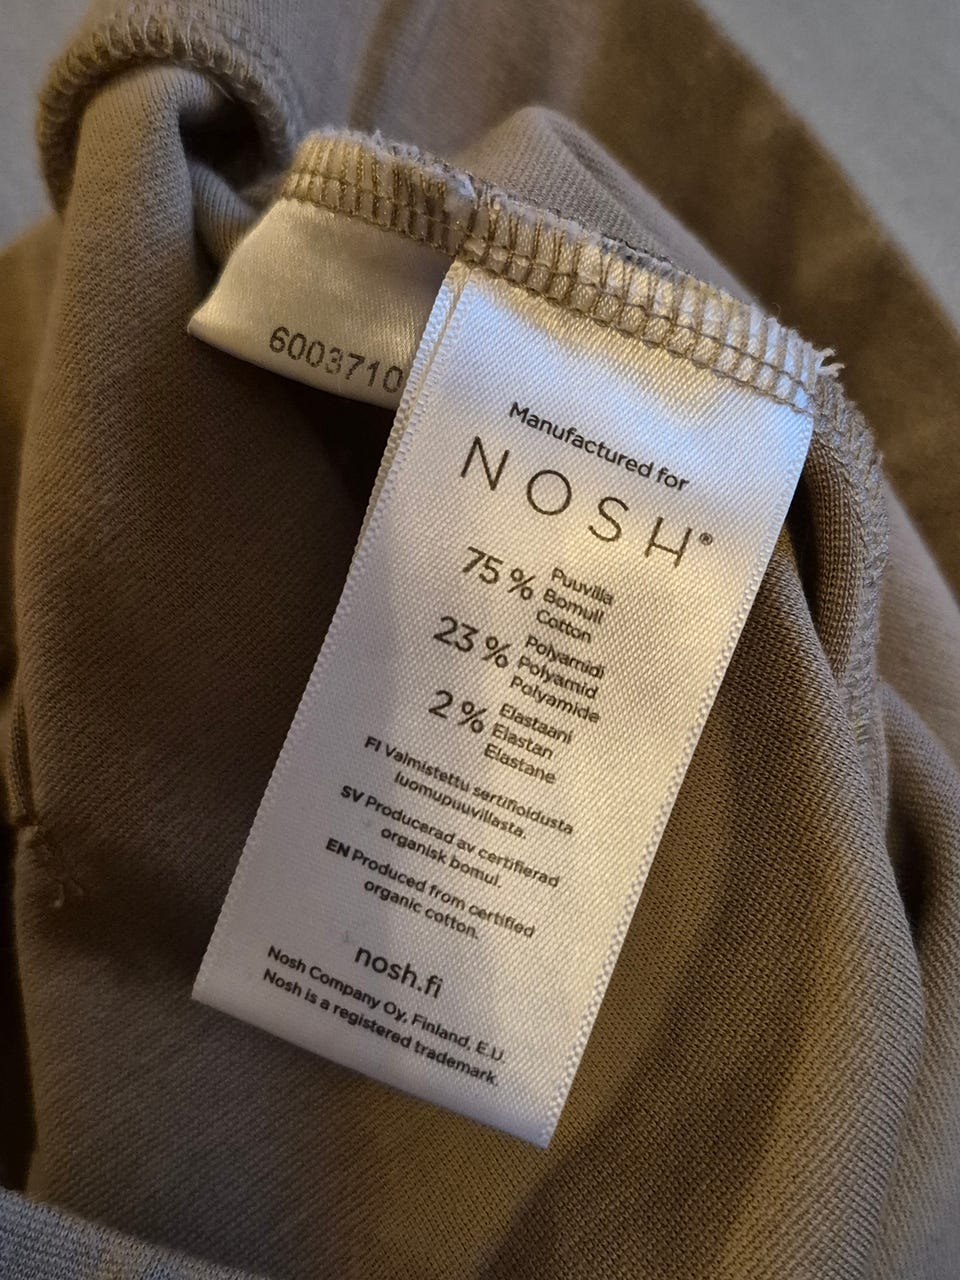 6003710
Manufactured for
NOSH®
75 % Puuvilla
Bomull
Cotton
23 % Polyamidi
Polyamid
Polyamide
2 % Elastaani
Elastan
Elastane
FI Valmistettu sertifioidusta
luomupuuvillasta.
SV Producerad av certifierad
organisk bomul.
EN Produced from certified
organic cotton.
nosh.fi
Nosh Company Oy, Finland, E.U.
Nosh is a registered trademark.